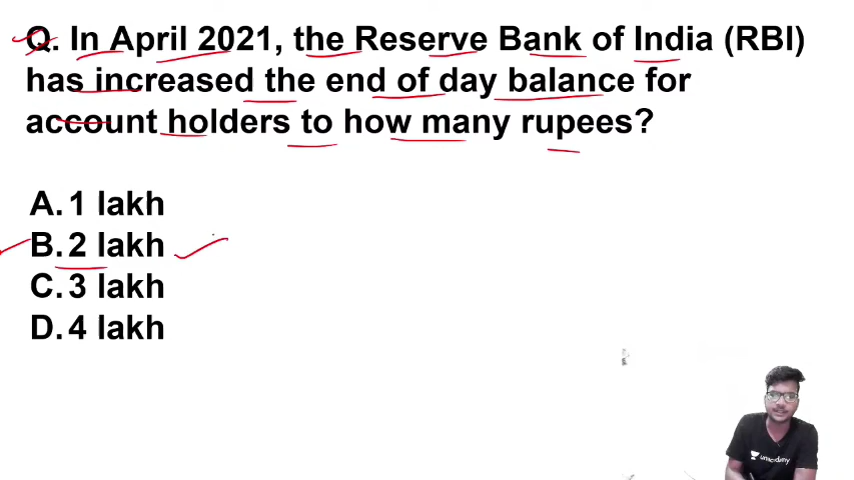 Q. In April 2021, the Reserve Bank of India (RBI)
has increased the end of day balance for
account holders to how many rupees?
A. 1 lakh
B. 2 lakh
C. 3 lakh
D. 4 lakh
unacademy